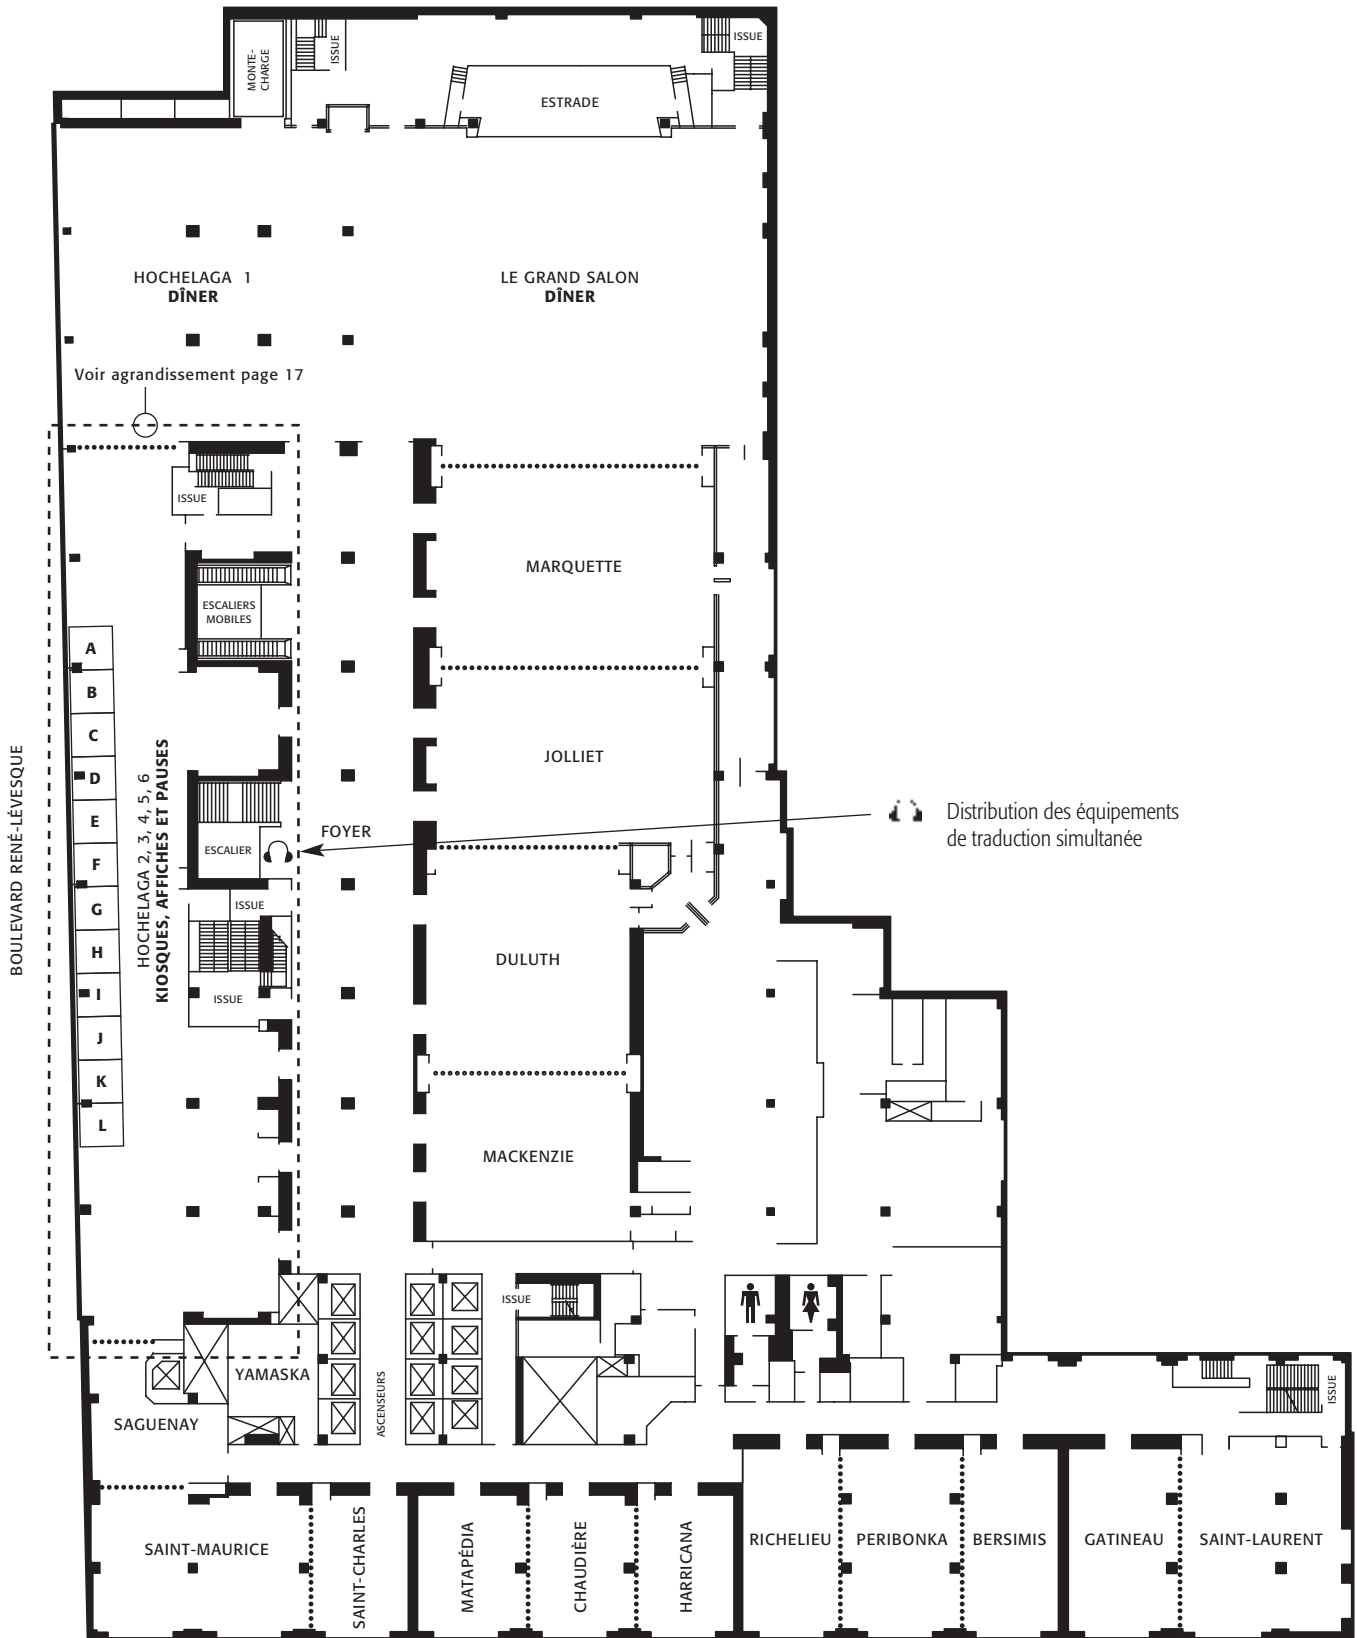 MONTE-
CHARGE
ISSUE
ISSUE
ESTRADE
HOCHELAGA 1
DÎNER
LE GRAND SALON
DÎNER
Voir agrandissement page 17
ISSUE
MARQUETTE
ESCALIERS
MOBILES
A
B
C
D
E
F
G
H
I
J
K
L
BOULEVARD RENÉ-LÉVESQUE
HOCHELAGA 2, 3, 4, 5, 6
KIOSQUES, AFFICHES ET PAUSES
JOLLIET
FOYER
ESCALIER
Distribution des équipements
de traduction simultanée
ISSUE
DULUTH
ISSUE
MACKENZIE
ISSUE
YAMASKA
ASCENSEURS
SAGUENAY
ISSUE
SAINT-MAURICE
SAINT-CHARLES
MATAPÉDIA
CHAUDIÈRE
HARRICANA
RICHELIEU
PERIBONKA
BERSIMIS
GATINEAU
SAINT-LAURENT